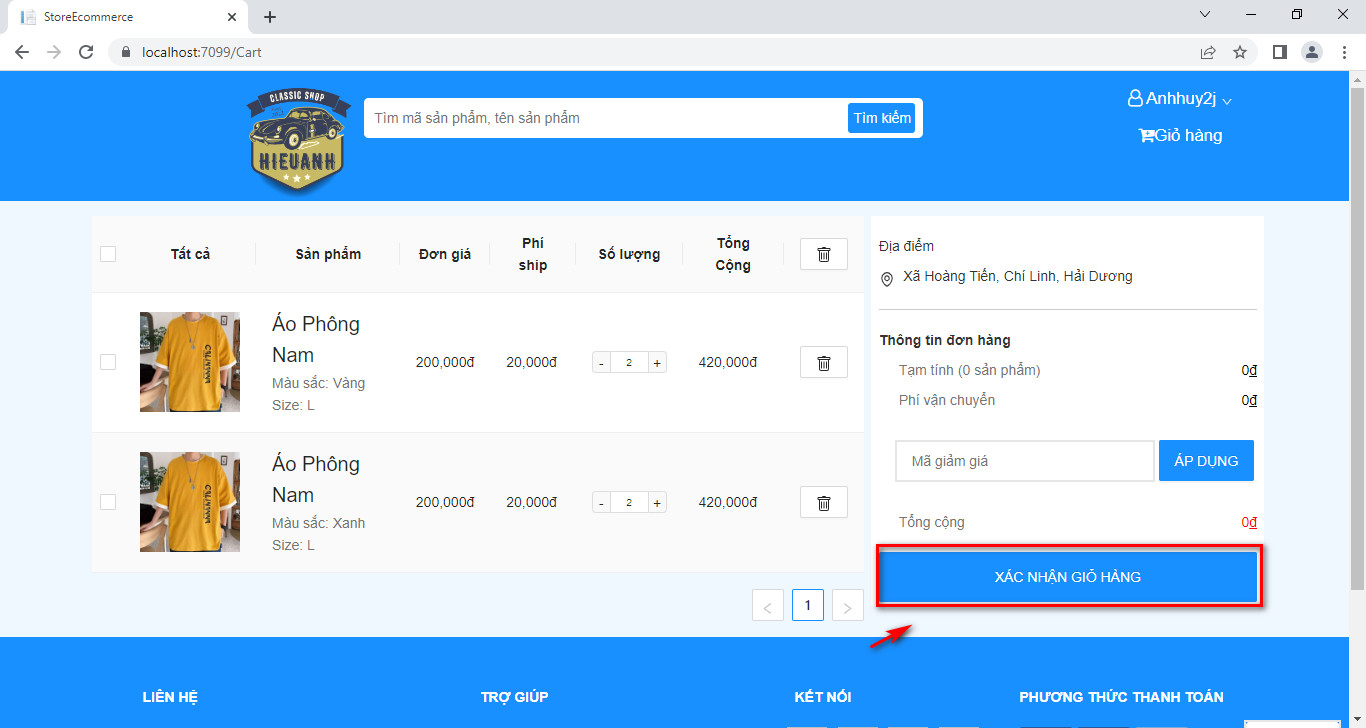 StoreEcommerce
localhost:7099/Cart
CLASSIC SHOP
HIEUANH
Tìm mã sản phẩm, tên sản phẩm
Tìm kiếm
Anhhuy2j
Giỏ hàng
Tất cả
Sản phẩm
Đơn giá
Phí
ship
Số lượng
Tổng
Cộng
Áo Phông
Nam
Màu sắc: Vàng
Size: L
200,000đ
20,000đ
- 2 +
420,000đ
Áo Phông
Nam
Màu sắc: Xanh
Size: L
200,000đ
20,000đ
- 2 +
420,000đ
< 1 >
Địa điểm
Xã Hoàng Tiến, Chí Linh, Hải Dương
Thông tin đơn hàng
Tạm tính (0 sản phẩm) 0₫
Phí vận chuyển 0₫
Mã giảm giá
ÁP DỤNG
Tổng cộng 0₫
XÁC NHẬN GIỎ HÀNG
LIÊN HỆ
TRỢ GIÚP
KẾT NỐI
PHƯƠNG THỨC THANH TOÁN